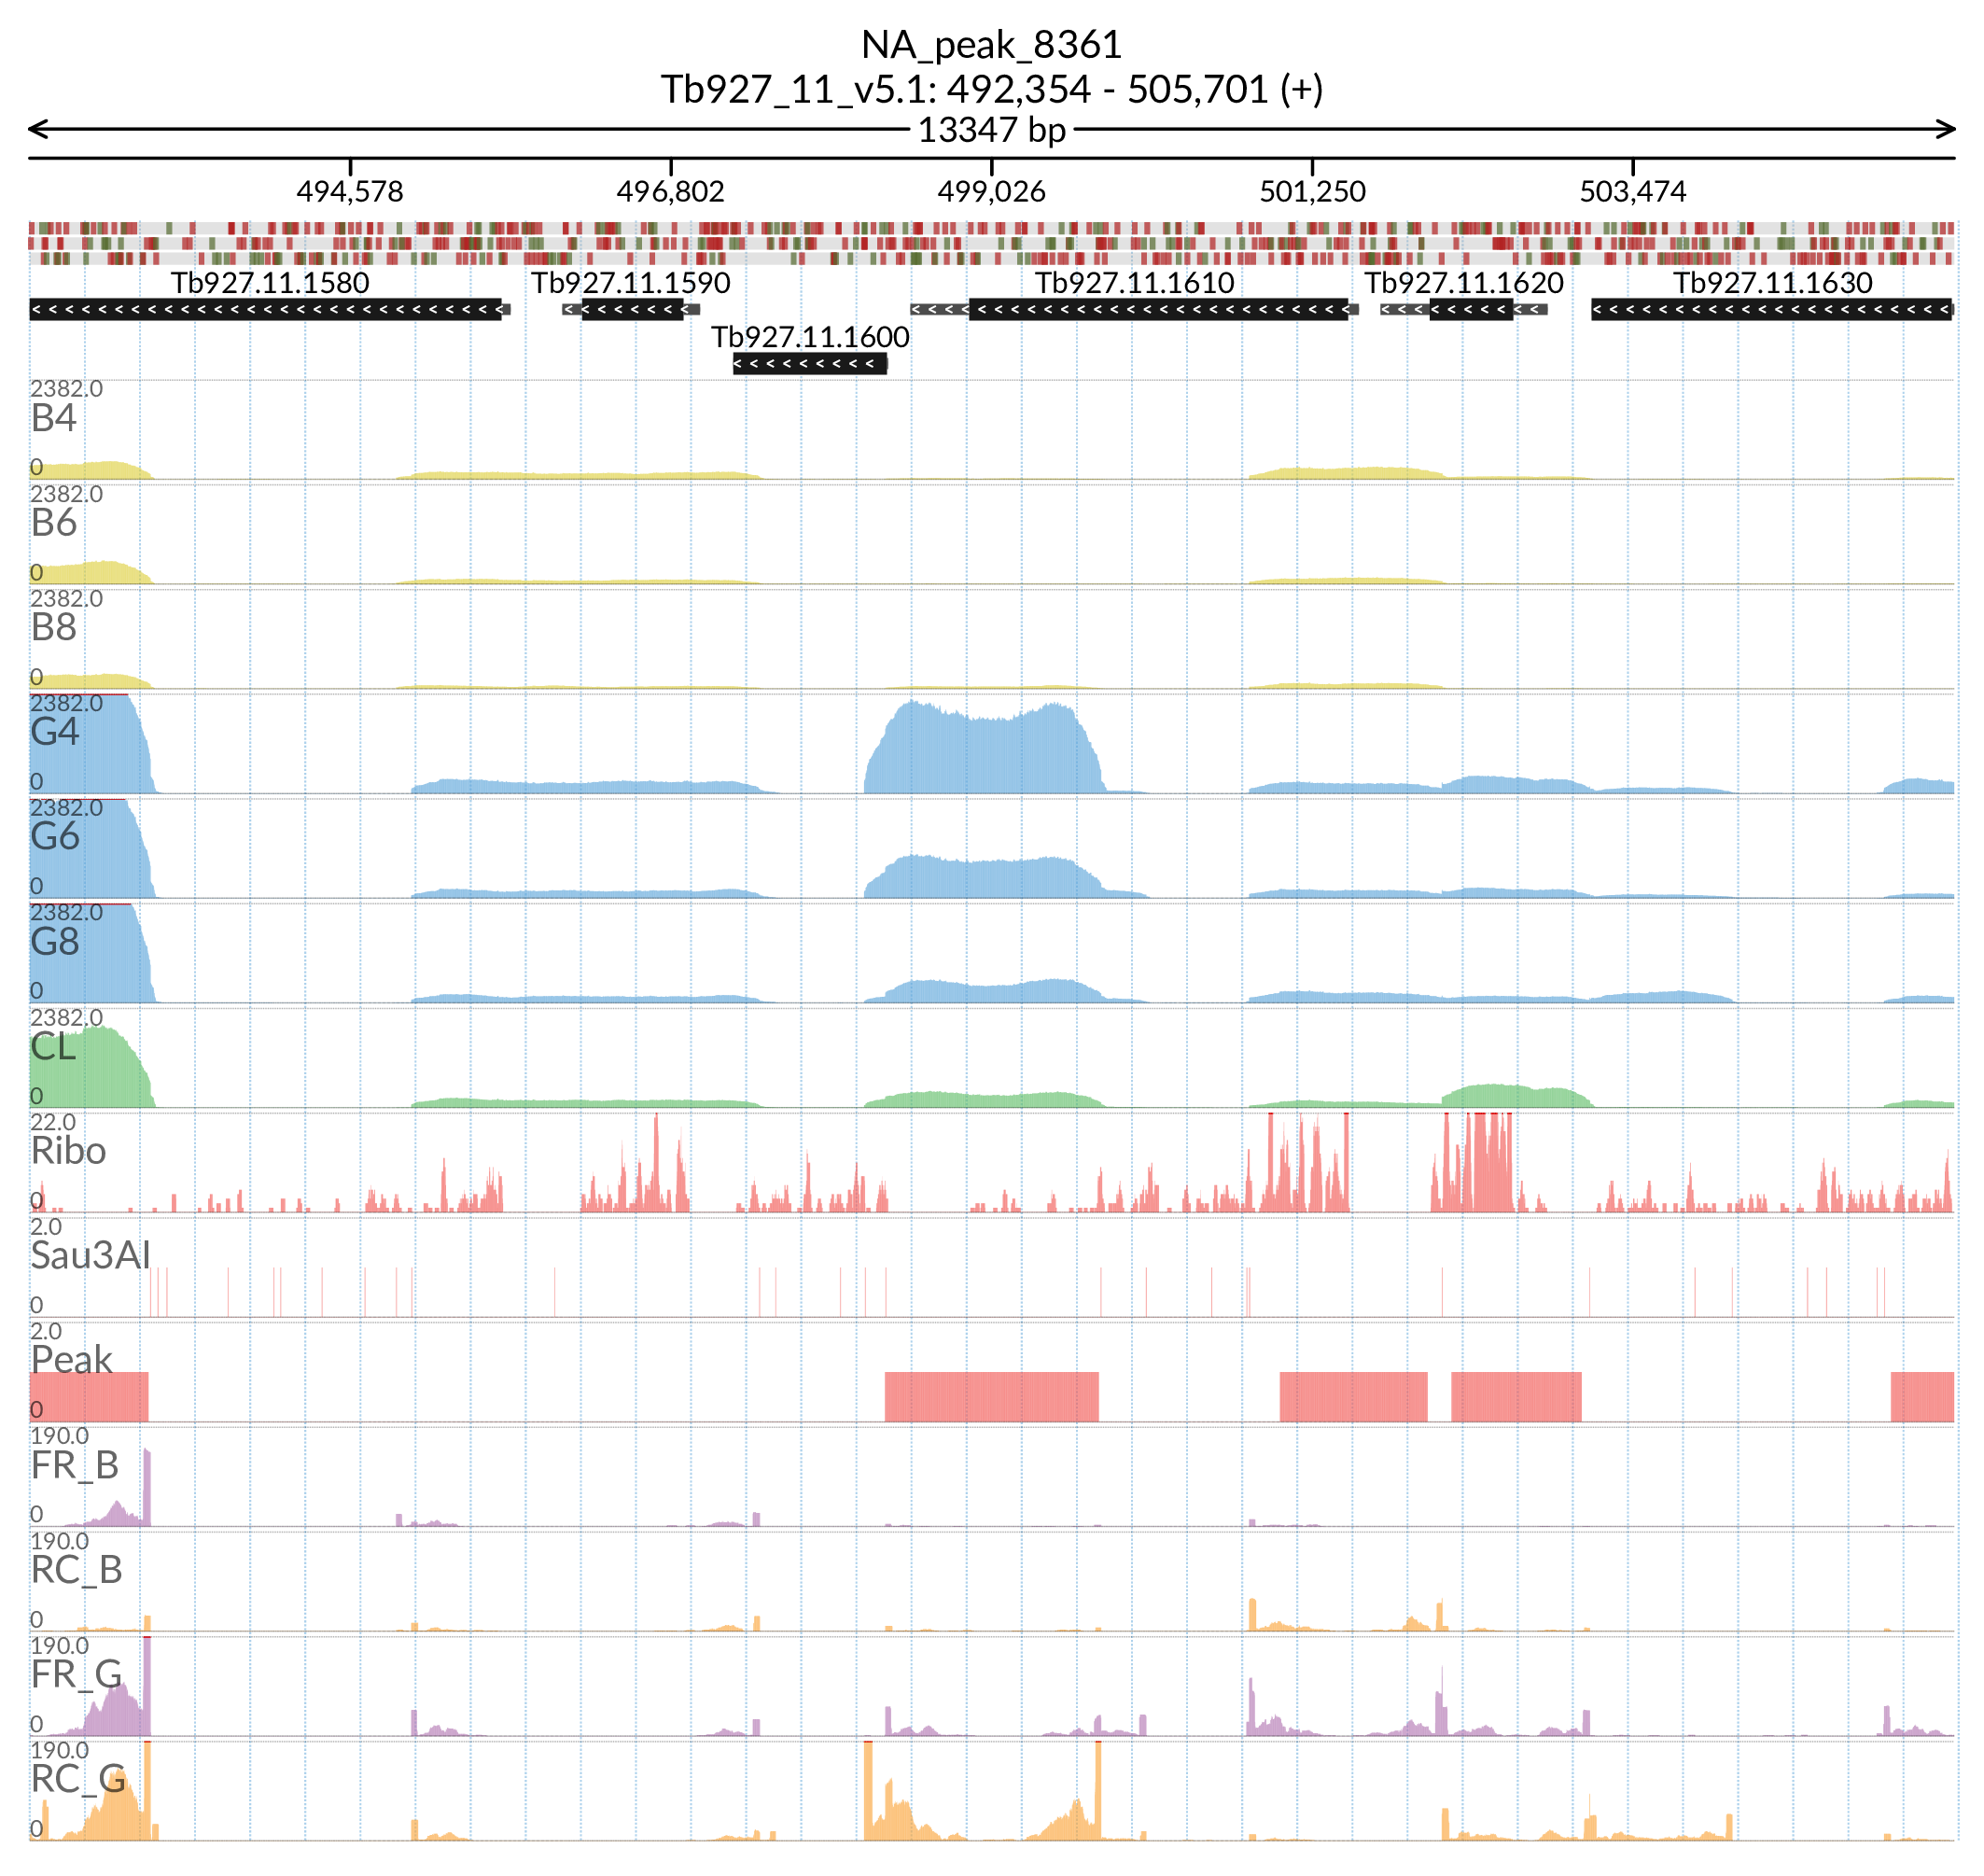 NA_peak_8361
Tb927_11_v5.1: 492,354 - 505,701 (+)
13347 bp
494,578 496,802 499,026 501,250 503,474
Tb927.11.1580 Tb927.11.1590 Tb927.11.1610 Tb927.11.1620 Tb927.11.1630
Tb927.11.1600
2382.0
B4
0
2382.0
B6
0
2382.0
B8
0
2382.0
G4
0
2382.0
G6
0
2382.0
G8
0
2382.0
CL
0
22.0
Ribo
0
2.0
Sau3AI
0
2.0
Peak
0
190.0
FR_B
0
190.0
RC_B
0
190.0
FR_G
0
190.0
RC_G
0